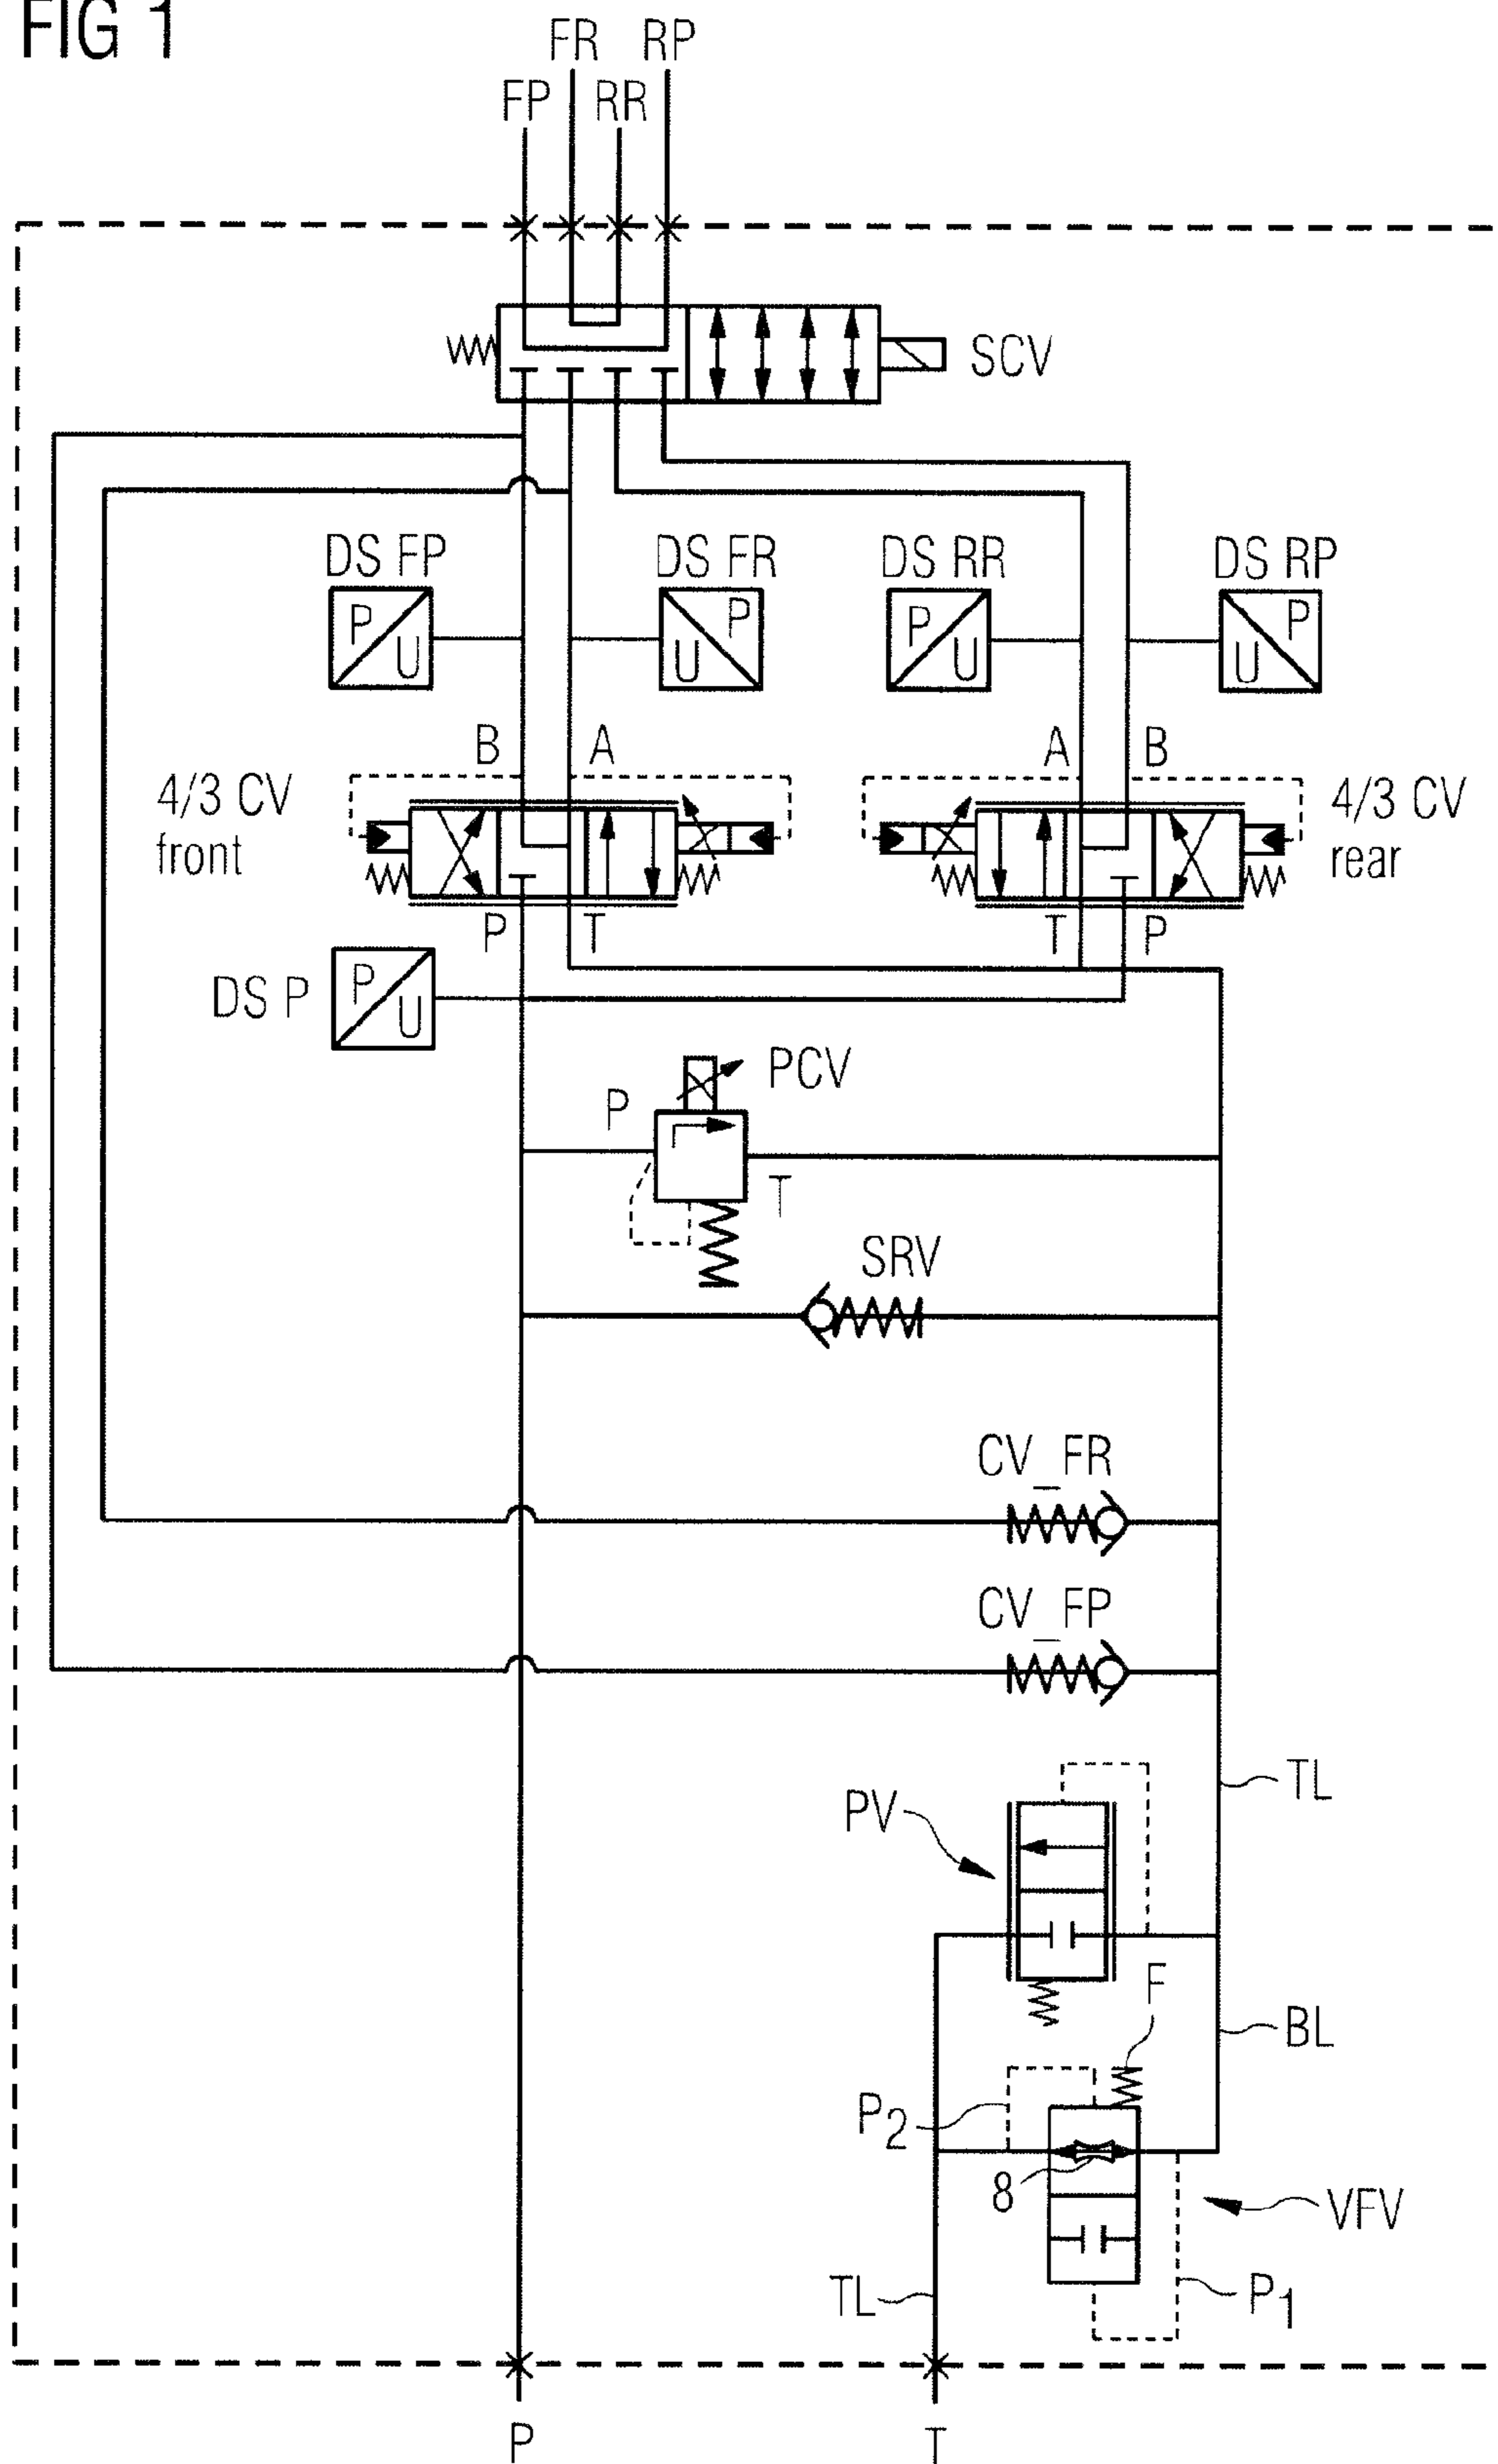 FIG 1
FR RP
FP RR
SCV
DS FP DS FR DS RR DS RP
P U U P P U U P
B A A B
4/3 CV front
4/3 CV rear
P T T P
DS P P U
PCV
P
T
SRV
CV_FR
CV_FP
PV
TL
F
BL
P2
8
VFV
TL
P1
P T